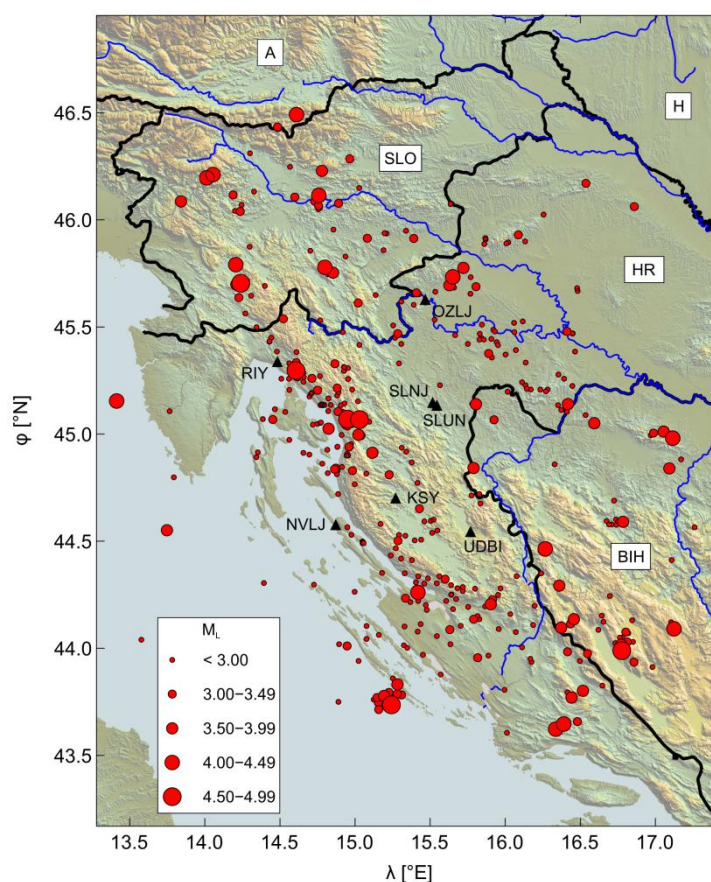 A
H
46.5
SLO
46.0
HR
45.5
OZLJ
RIY
SLNJ
SLUN
φ [°N]
45.0
KSY
NVLJ
UDBI
44.5
BIH
M_L
< 3.00
44.0
3.00–3.49
3.50–3.99
4.00–4.49
43.5
4.50–4.99
13.5 14.0 14.5 15.0 15.5 16.0 16.5 17.0
λ [°E]